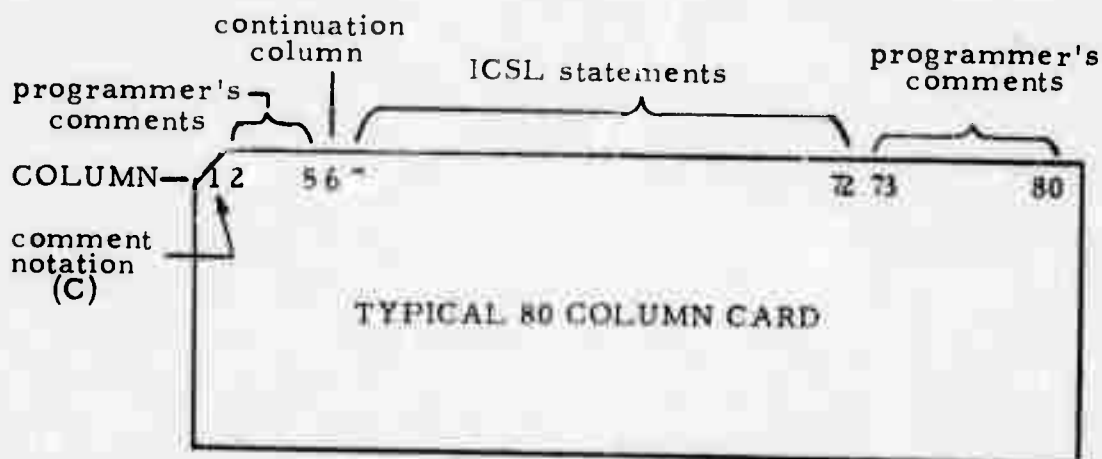 continuation
column
ICSL statements
programmer's
comments
programmer's
comments
COLUMN 1 2 5 6 72 73 80
comment
notation
(C)
TYPICAL 80 COLUMN CARD